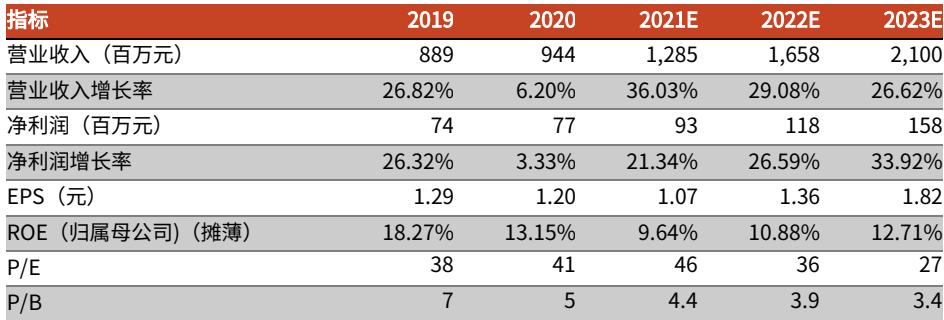 指标 2019 2020 2021E 2022E 2023E
营业收入（百万元） 889 944 1,285 1,658 2,100
营业收入增长率 26.82% 6.20% 36.03% 29.08% 26.62%
净利润（百万元） 74 77 93 118 158
净利润增长率 26.32% 3.33% 21.34% 26.59% 33.92%
EPS（元） 1.29 1.20 1.07 1.36 1.82
ROE（归属母公司)（摊薄） 18.27% 13.15% 9.64% 10.88% 12.71%
P/E 38 41 46 36 27
P/B 7 5 4.4 3.9 3.4